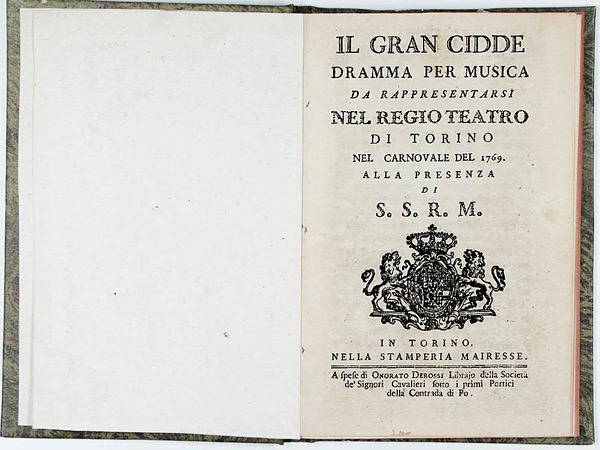 IL GRAN CIDDE
DRAMMA PER MUSICA
DA RAPPRESENTARSI
NEL REGIO TEATRO
DI TORINO
NEL CARNOVALE DEL 1769.
ALLA PRESENZA
DI
S. S. R. M.
IN TORINO.
NELLA STAMPERIA MAIRESSE.
A spese di ONORATO DEROSSI Librajo della Società
de' Signori Cavalieri sotto i primi Portici
della Contrada di Po.